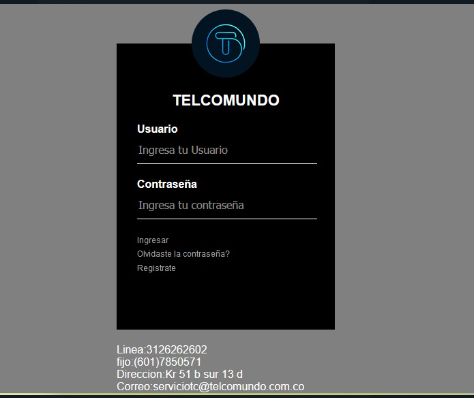 TELCOMUNDO
Usuario
Ingresa tu Usuario
Contraseña
Ingresa tu contraseña
Ingresar
Olvidaste la contraseña?
Registrate
Linea:3126262602
fijo:(601)7850571
Direccion:Kr 51 b sur 13 d
Correo:serviciotc@telcomundo.com.co